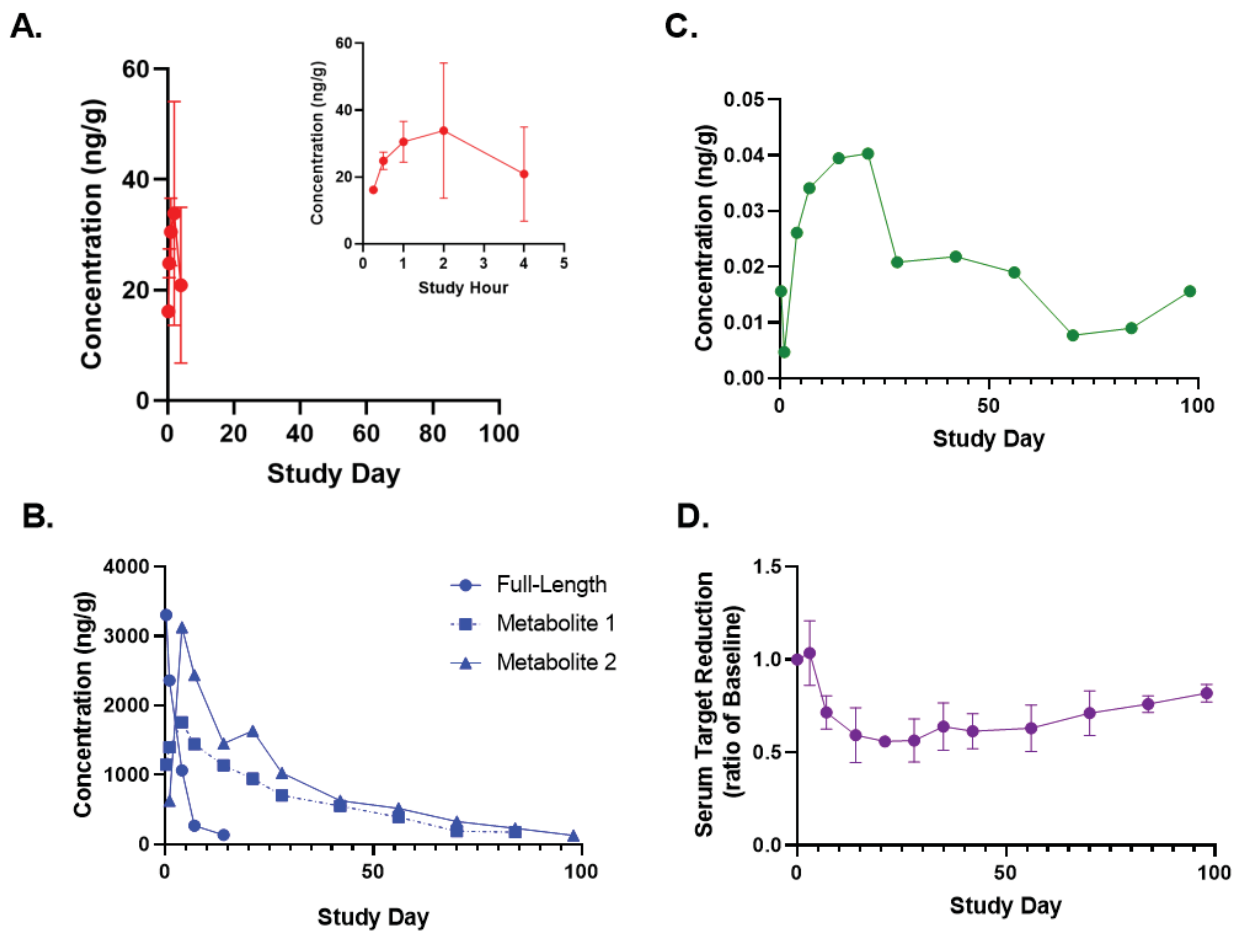 A.
Concentration (ng/g)
60
40
20
0
0 20 40 60 80 100
Study Day
Concentration (ng/g)
60
40
20
0
0 1 2 3 4 5
Study Hour
C.
Concentration (ng/g)
0.05
0.04
0.03
0.02
0.01
0.00
0 50 100
Study Day
B.
Concentration (ng/g)
4000
3000
2000
1000
0
0 50 100
Study Day
Full-Length
Metabolite 1
Metabolite 2
D.
Serum Target Reduction
(ratio of Baseline)
1.5
1.0
0.5
0.0
0 50 100
Study Day